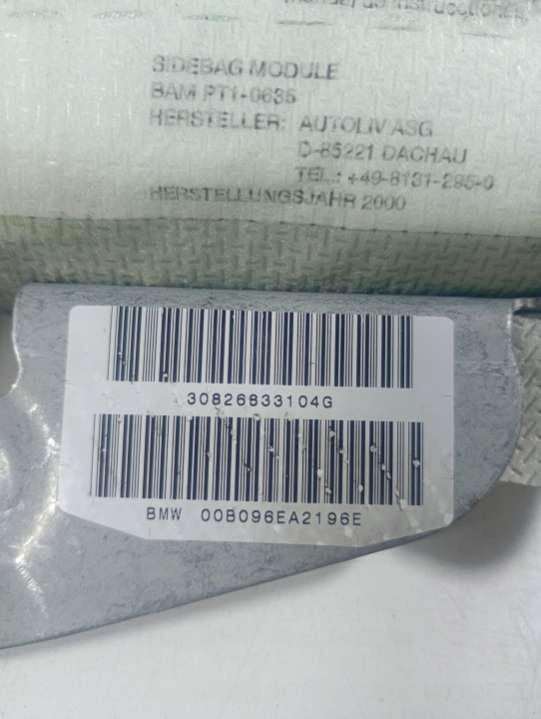 SIDEBAG MODULE
BAM PT1-0635
HERSTELLER: AUTOLIV ASG
D-85221 DACHAU
TEL.: +49-8131-295-0
HERSTELLUNGSJAHR 2000
30826833104G
BMW 00B096EA2196E